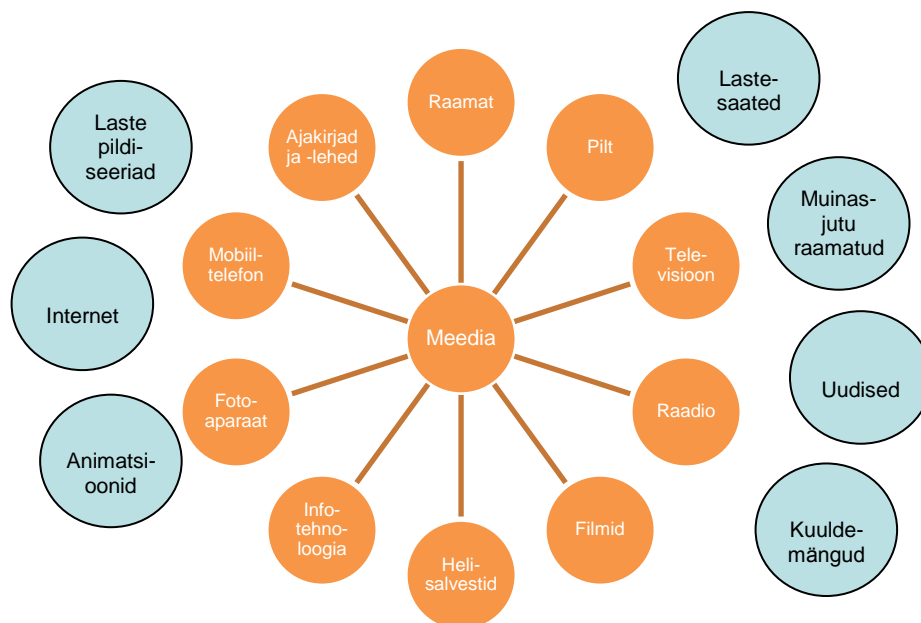 Raamat
Pilt
Tele-
visioon
Raadio
Filmid
Heli-
salvestid
Info-
tehno-
loogia
Foto-
aparaat
Mobiil-
telefon
Ajakirjad
ja -lehed
Meedia
Laste
pildi-
seeriad
Internet
Animatsi-
oonid
Laste-
saated
Muinas-
jutu
raamatud
Uudised
Kuulde-
mängud